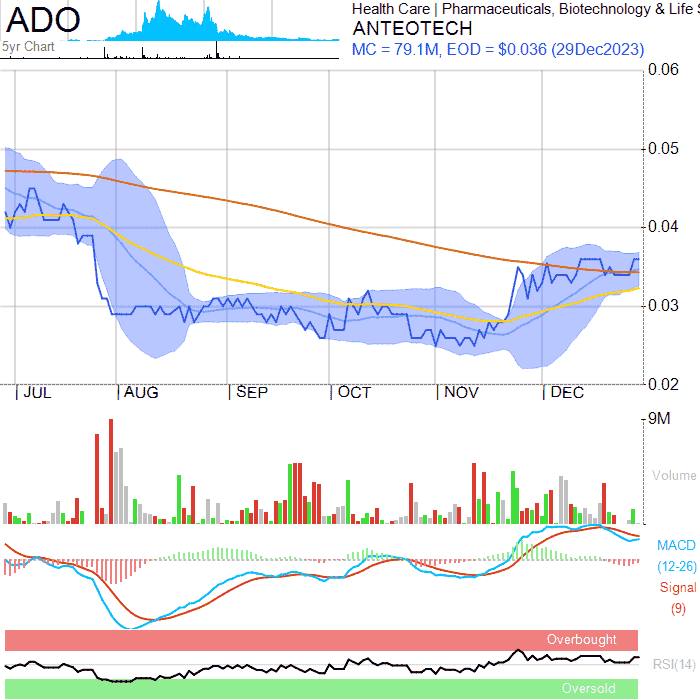 ADO
5yr Chart
Health Care | Pharmaceuticals, Biotechnology & Life S
ANTEOTECH
MC = 79.1M, EOD = $0.036 (29Dec2023)
0.06
0.05
0.04
0.03
0.02
JUL AUG SEP OCT NOV DEC
9M
Volume
MACD
(12-26)
Signal
(9)
Overbought
RSI(14)
Oversold